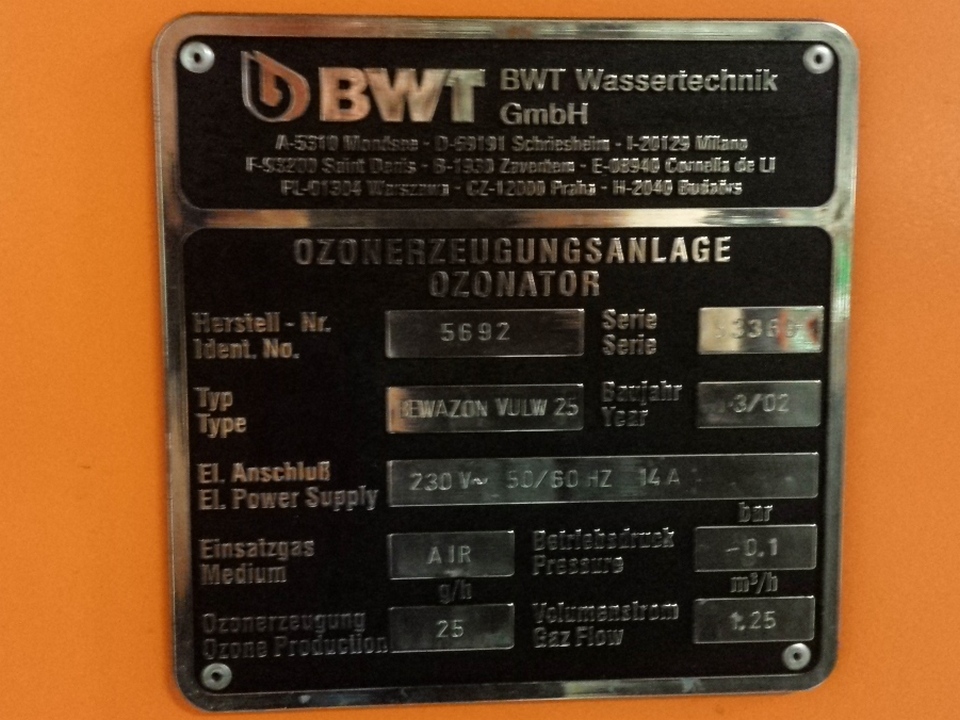 BWT BWT Wassertechnik
GmbH
A-5310 Mondsee - D-69191 Schriesheim - I-20129 Milano
F-93200 Saint Denis - B-1930 Zaventem - E-08940 Cornella de LI
PL-01304 Warszawa - CZ-12000 Praha - H-2040 Budaörs
OZONERZEUGUNGSANLAGE
OZONATOR
Herstell - Nr. 5692 Serie
Ident. No. Serie
Typ BEWAZON VULW 25 Baujahr 3/02
Type Year
El. Anschluß 230 V~ 50/60 HZ 14 A
El. Power Supply
bar
Einsatzgas AIR Betriebsdruck -0.1
Medium Pressure
g/h m³/h
Ozonerzeugung 25 Volumenstrom 1.25
Ozone Production Gaz Flow